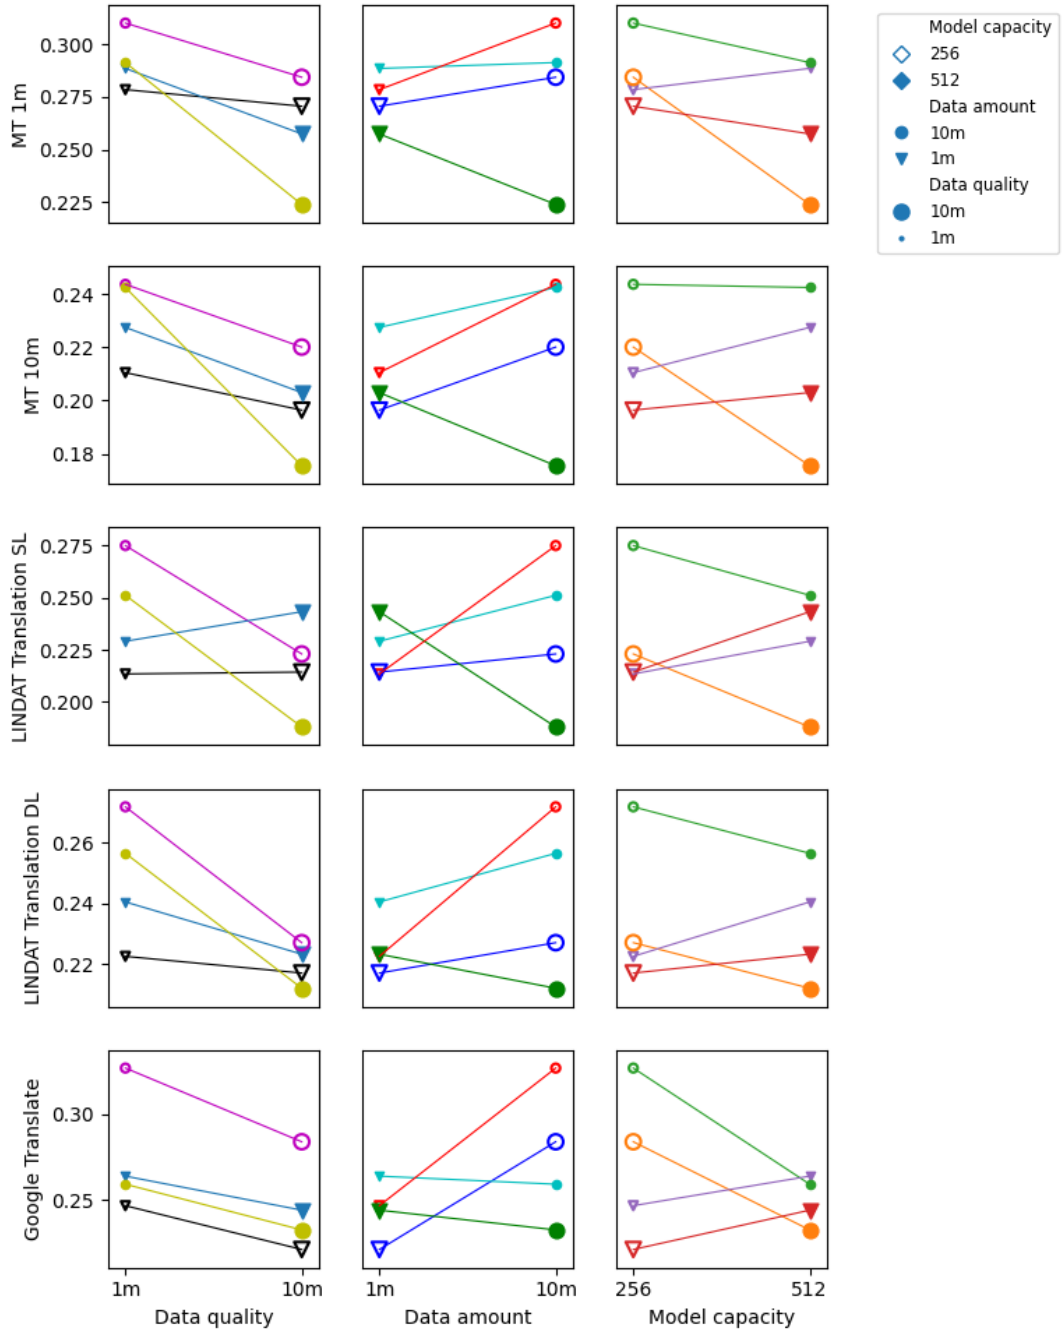 MT 1m
0.300
0.275
0.250
0.225
Model capacity
256
512
Data amount
10m
1m
Data quality
10m
1m
MT 10m
0.24
0.22
0.20
0.18
LINDAT Translation SL
0.275
0.250
0.225
0.200
LINDAT Translation DL
0.26
0.24
0.22
Google Translate
0.30
0.25
1m 10m 1m 10m 256 512
Data quality Data amount Model capacity